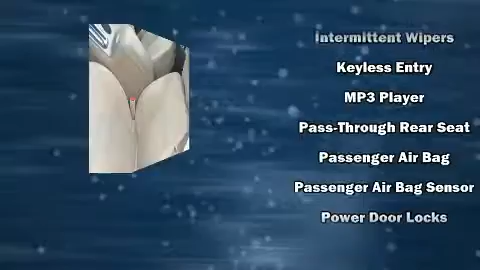 Intermittent Wipers
Keyless Entry
MP3 Player
Pass-Through Rear Seat
Passenger Air Bag
Passenger Air Bag Sensor
Power Door Locks